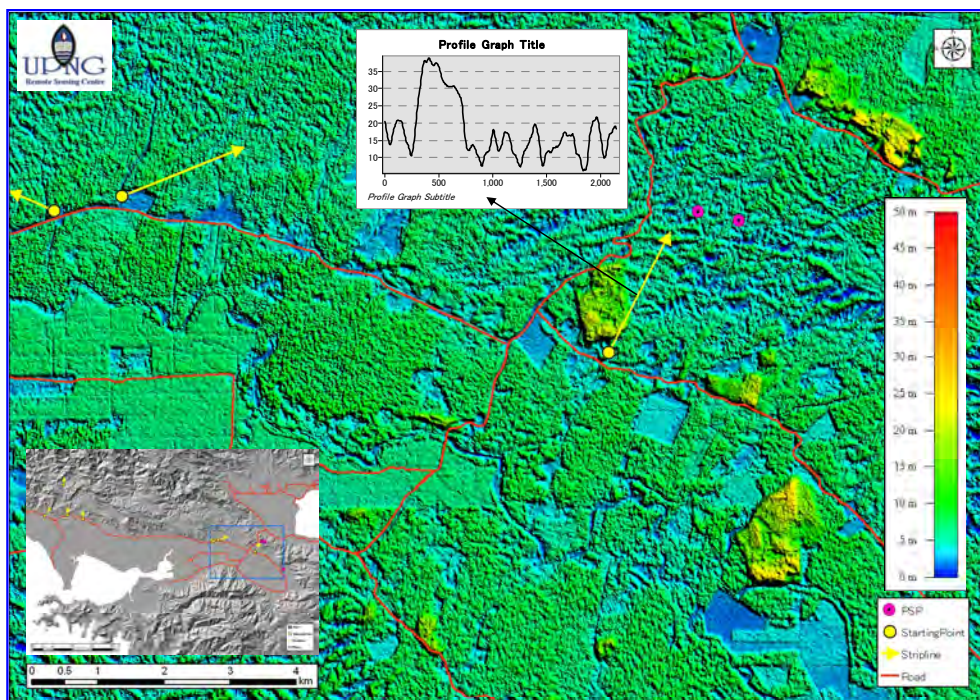 UPNG
Remote Sensing Centre
Profile Graph Title
35
30
25
20
15
10
0
500
1,000
1,500
2,000
Profile Graph Subtitle
50 m
45 m
40 m
35 m
30 m
25 m
20 m
15 m
10 m
5 m
0 m
PSP
StartingPoint
Stripline
Road
0 0.5 1 2 3 4
km